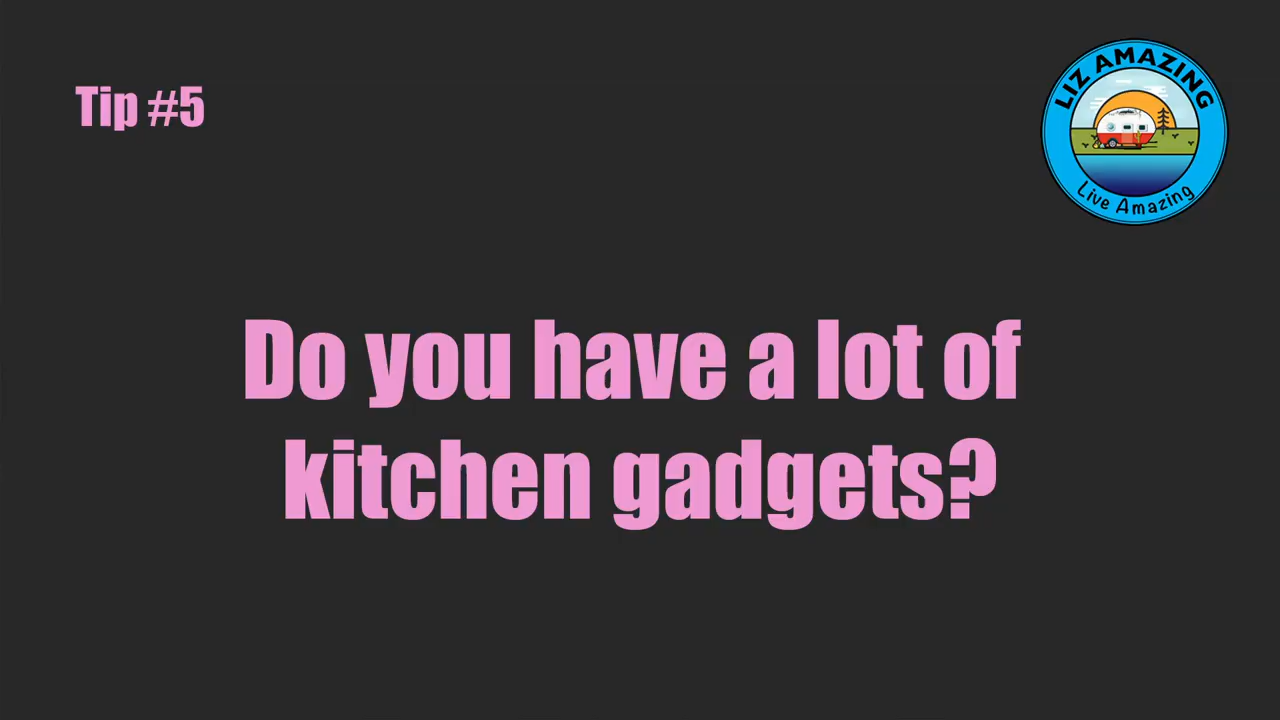 Tip #5
LIZ AMAZING
Live Amazing
Do you have a lot of
kitchen gadgets?